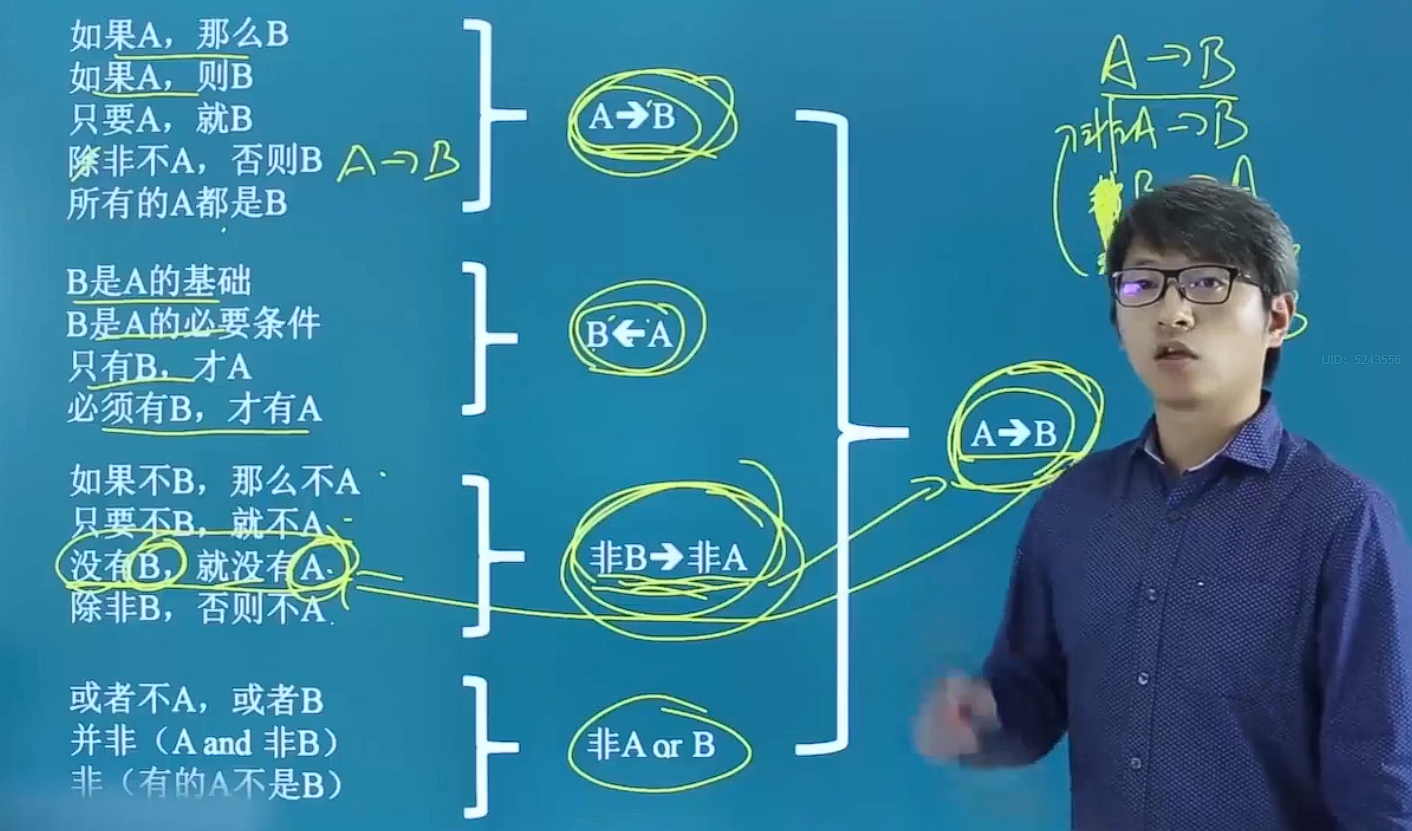 如果A，那么B
如果A，则B
只要A，就B
除非不A，否则B A→B
所有的A都是B
A→B
B是A的基础
B是A的必要条件
只有B，才A
必须有B，才有A
B←A
如果不B，那么不A
只要不B，就不A
没有B，就没有A
除非B，否则不A
非B→非A
或者不A，或者B
并非（A and 非B）
非（有的A不是B）
非A or B
A→B
A→B
A→B
B→A
UID: 5243556